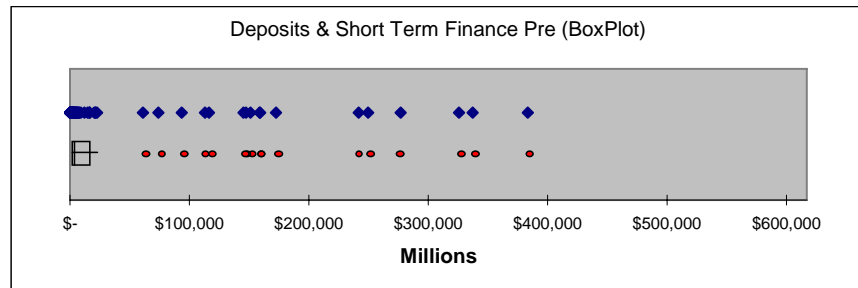 Deposits & Short Term Finance Pre (BoxPlot)
$- $100,000 $200,000 $300,000 $400,000 $500,000 $600,000
Millions